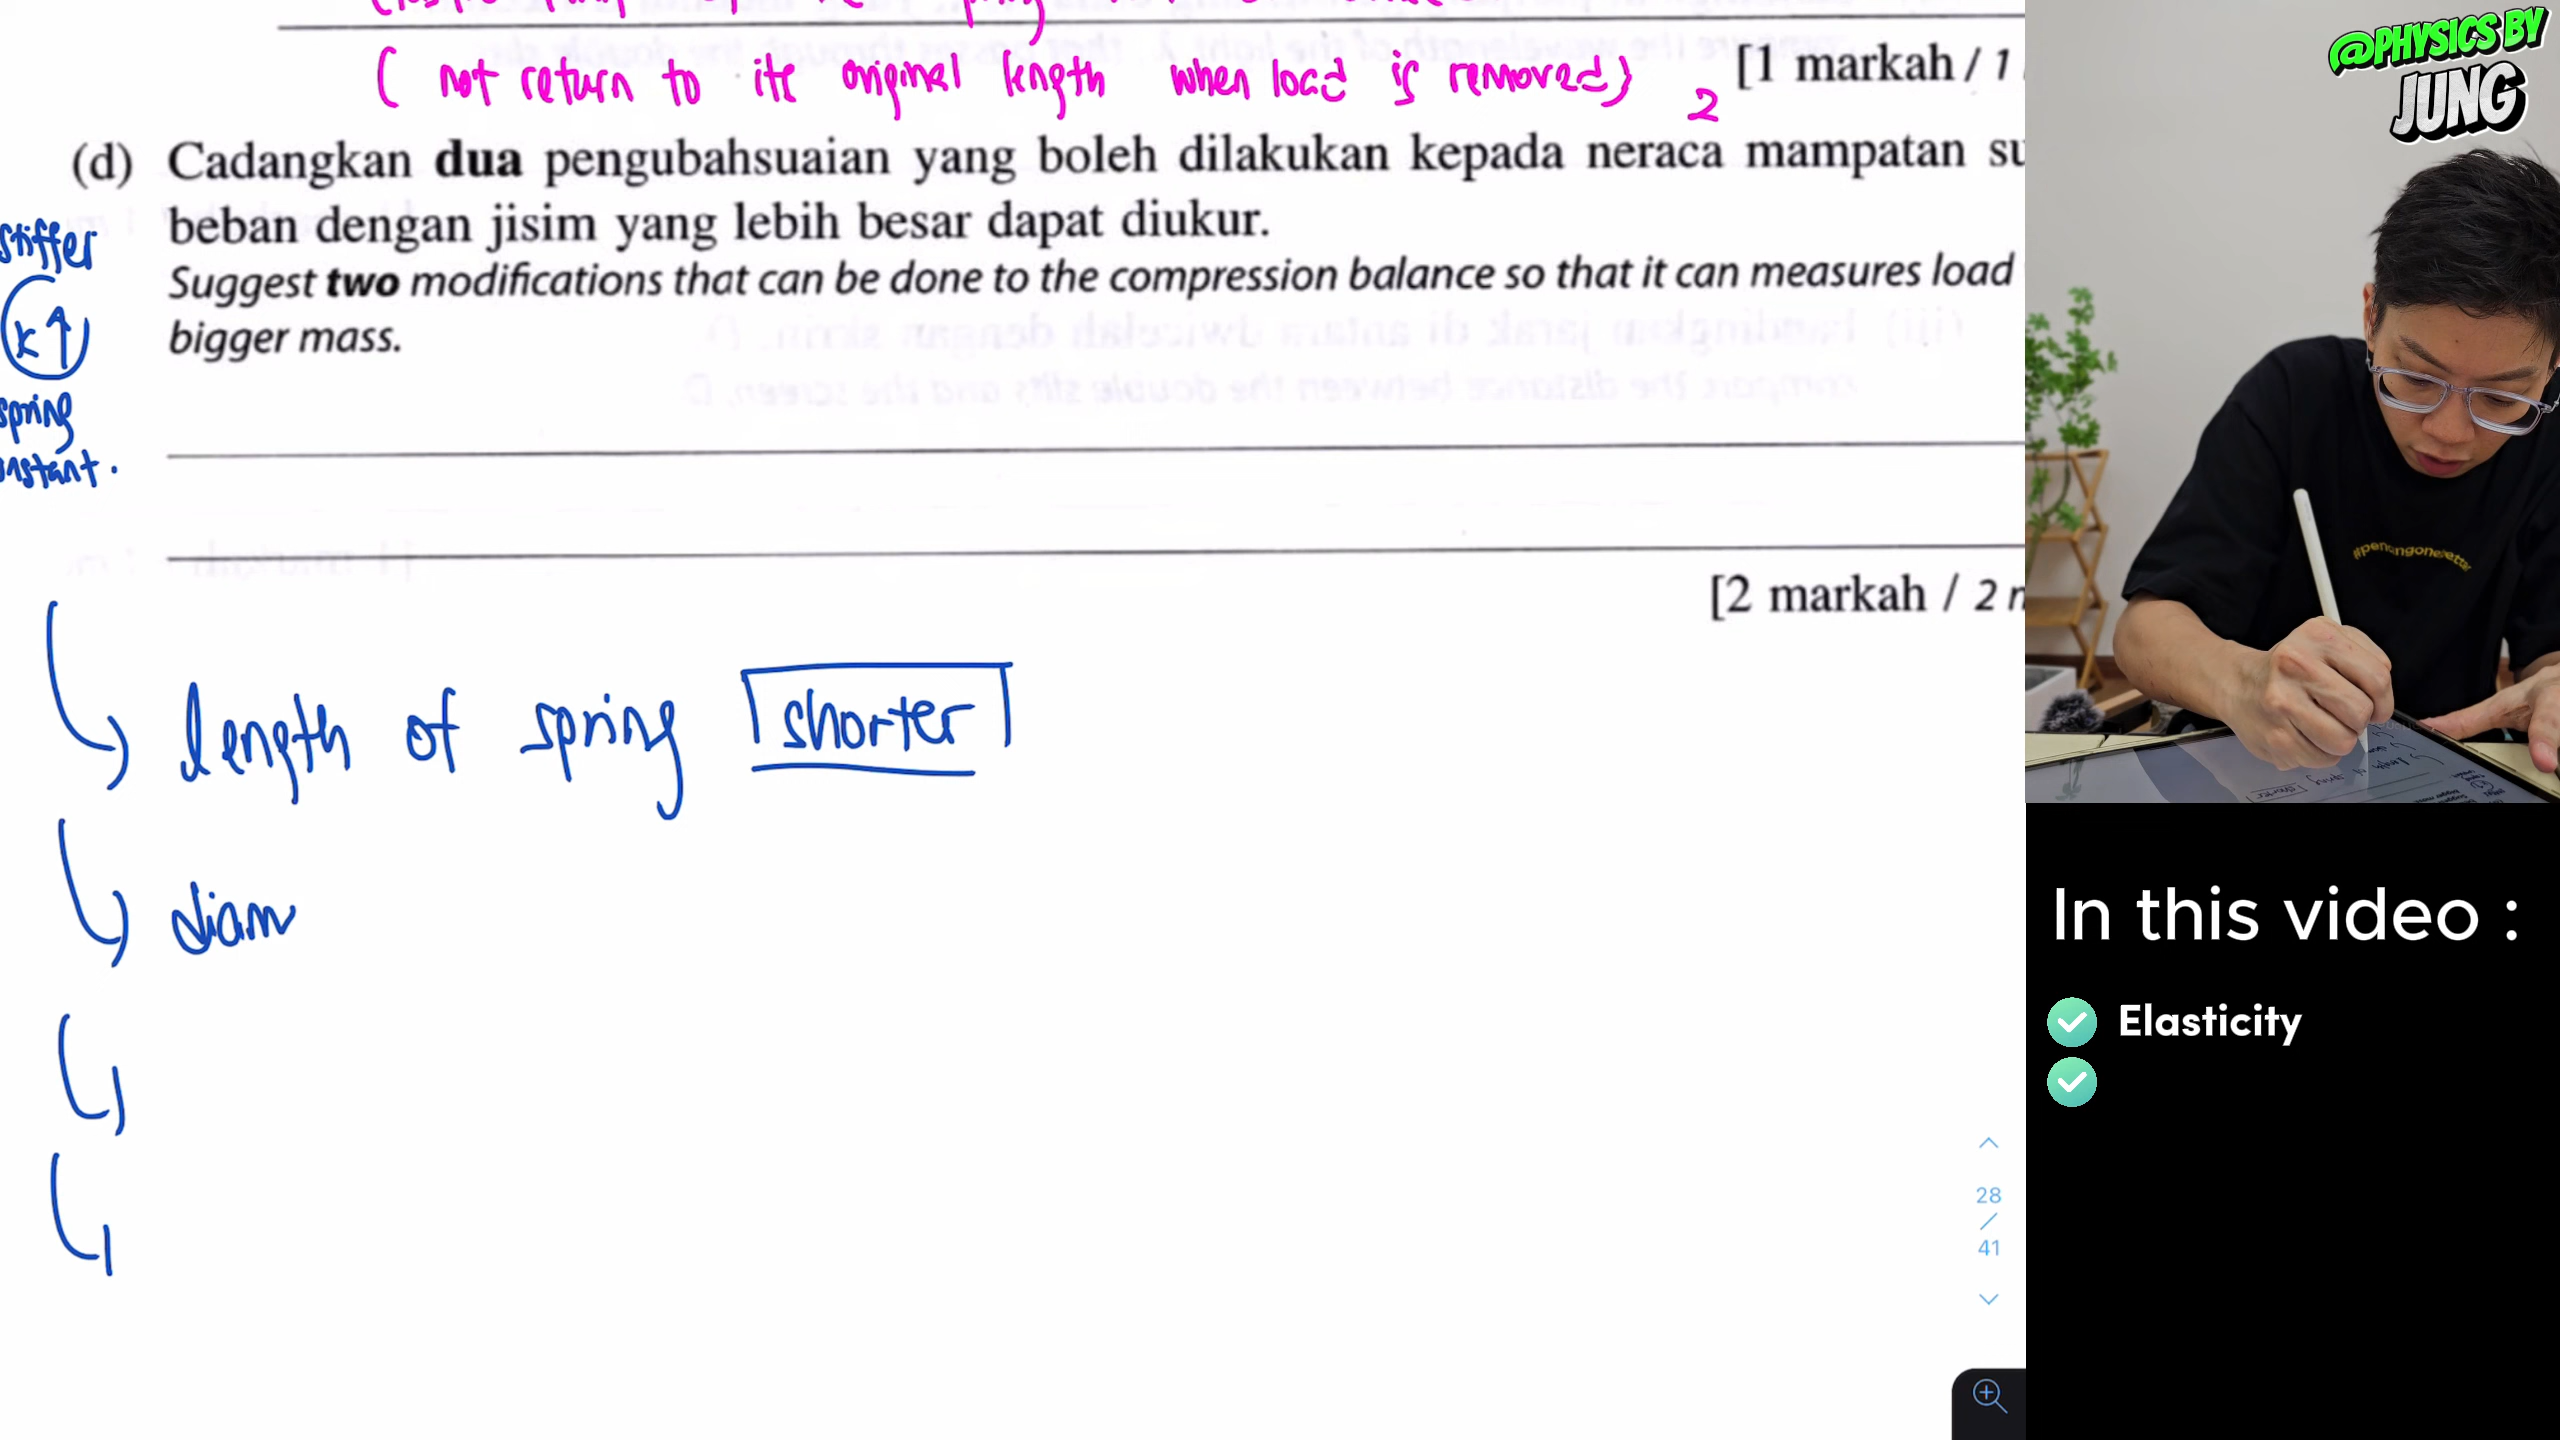 ( not return to its original length when load is removed) 2 [1 markah / 1
(d) Cadangkan dua pengubahsuaian yang boleh dilakukan kepada neraca mampatan su
beban dengan jisim yang lebih besar dapat diukur.
Suggest two modifications that can be done to the compression balance so that it can measures load
bigger mass.
stiffer
k↑
spring
nstant.
[2 markah / 2 m
length of spring shorter
diam
28
/
41
@PHYSICS BY
JUNG
In this video :
Elasticity